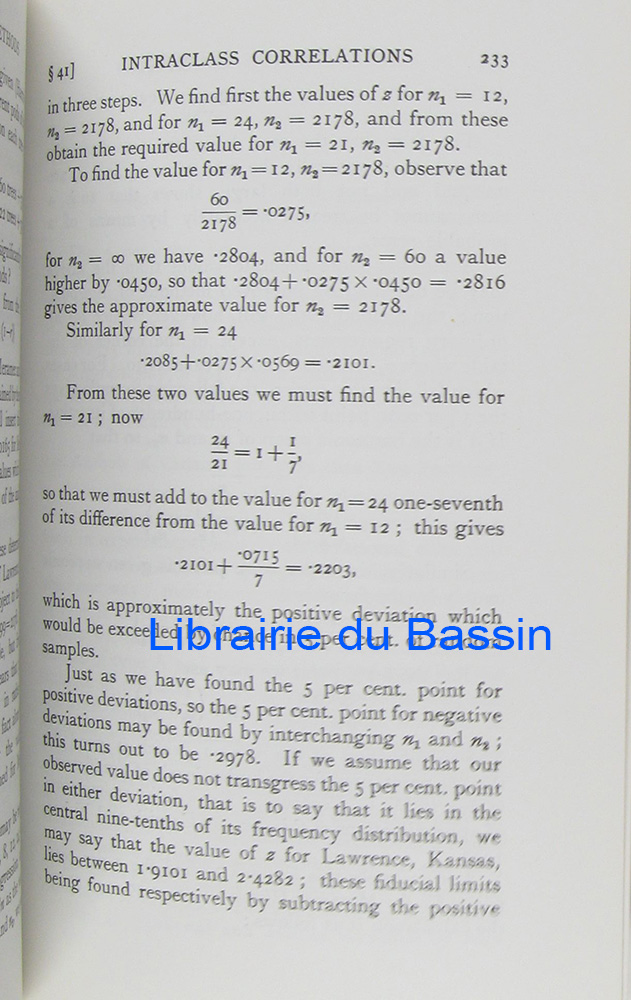 § 41] INTRACLASS CORRELATIONS 233
in three steps. We find first the values of z for n₁ = 12,
n₂ = 2178, and for n₁ = 24, n₂ = 2178, and from these
obtain the required value for n₁ = 21, n₂ = 2178.
To find the value for n₁ = 12, n₂ = 2178, observe that
60/2178 = ·0275,
for n₂ = ∞ we have ·2804, and for n₂ = 60 a value
higher by ·0450, so that ·2804 + ·0275 × ·0450 = ·2816
gives the approximate value for n₂ = 2178.
Similarly for n₁ = 24
·2085 + ·0275 × ·0569 = ·2101.
From these two values we must find the value for
n₁ = 21 ; now
24/21 = 1 + 1/7,
so that we must add to the value for n₁ = 24 one-seventh
of its difference from the value for n₁ = 12 ; this gives
·2101 + ·0715/7 = ·2203,
which is approximately the positive deviation which
would be exceeded by chance in 5 per cent. of random
samples.
Librairie du Bassin
Just as we have found the 5 per cent. point for
positive deviations, so the 5 per cent. point for negative
deviations may be found by interchanging n₁ and n₂ ;
this turns out to be ·2978. If we assume that our
observed value does not transgress the 5 per cent. point
in either deviation, that is to say that it lies in the
central nine-tenths of its frequency distribution, we
may say that the value of z for Lawrence, Kansas,
lies between 1·9101 and 2·4282 ; these fiducial limits
being found respectively by subtracting the positive